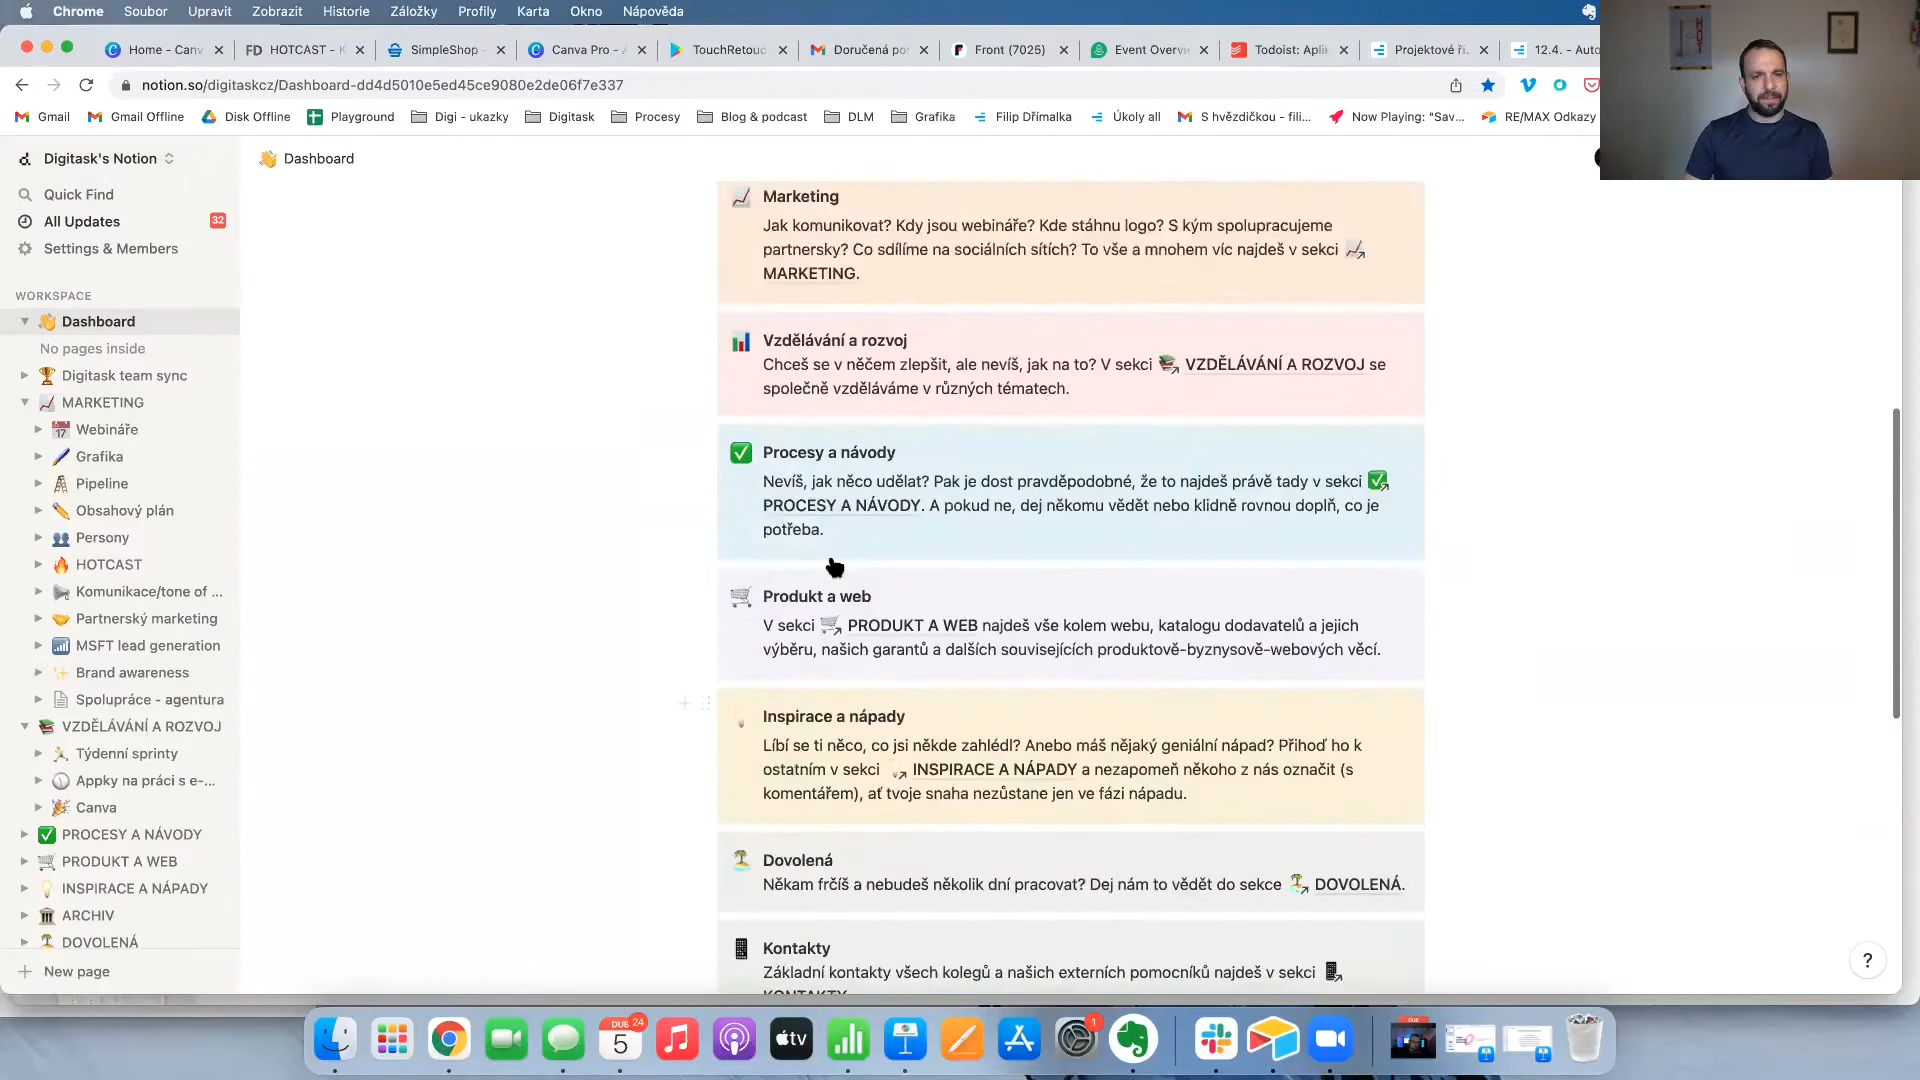 Chrome Soubor Upravit Zobrazit Historie Záložky Profily Karta Okno Nápověda
Home - Canv
FD HOTCAST - K
SimpleShop -
Canva Pro - A
TouchRetouc
Doručená po
Front (7025)
Event Overvi
Todoist: Apli
Projektové ří
12.4. - Auto
notion.so/digitaskcz/Dashboard-dd4d5010e5ed45ce9080e2de06f7e337
Gmail Gmail Offline Disk Offline Playground Digi - ukazky Digitask Procesy Blog & podcast DLM Grafika Filip Dřímalka Úkoly all S hvězdičkou - fili... Now Playing: “Sav... RE/MAX Odkazy
Digitask's Notion
Quick Find
All Updates 32
Settings & Members
WORKSPACE
Dashboard
No pages inside
Digitask team sync
MARKETING
Webináře
Grafika
Pipeline
Obsahový plán
Persony
HOTCAST
Komunikace/tone of ...
Partnerský marketing
MSFT lead generation
Brand awareness
Spolupráce - agentura
VZDĚLÁVÁNÍ A ROZVOJ
Týdenní sprinty
Appky na práci s e-...
Canva
PROCESY A NÁVODY
PRODUKT A WEB
INSPIRACE A NÁPADY
ARCHIV
DOVOLENÁ
New page
Dashboard
Marketing
Jak komunikovat? Kdy jsou webináře? Kde stáhnu logo? S kým spolupracujeme
partnersky? Co sdílíme na sociálních sítích? To vše a mnohem víc najdeš v sekci
MARKETING.
Vzdělávání a rozvoj
Chceš se v něčem zlepšit, ale nevíš, jak na to? V sekci VZDĚLÁVÁNÍ A ROZVOJ se
společně vzděláváme v různých tématech.
Procesy a návody
Nevíš, jak něco udělat? Pak je dost pravděpodobné, že to najdeš právě tady v sekci
PROCESY A NÁVODY. A pokud ne, dej někomu vědět nebo klidně rovnou doplň, co je
potřeba.
Produkt a web
V sekci PRODUKT A WEB najdeš vše kolem webu, katalogu dodavatelů a jejich
výběru, našich garantů a dalších souvisejících produktově-byznysově-webových věcí.
Inspirace a nápady
Líbí se ti něco, co jsi někde zahlédl? Anebo máš nějaký geniální nápad? Přihoď ho k
ostatním v sekci INSPIRACE A NÁPADY a nezapomeň někoho z nás označit (s
komentářem), ať tvoje snaha nezůstane jen ve fázi nápadu.
Dovolená
Někam frčíš a nebudeš několik dní pracovat? Dej nám to vědět do sekce DOVOLENÁ.
Kontakty
Základní kontakty všech kolegů a našich externích pomocníků najdeš v sekci
KONTAKTY
?
DUB 24
5
tv
1
HOT